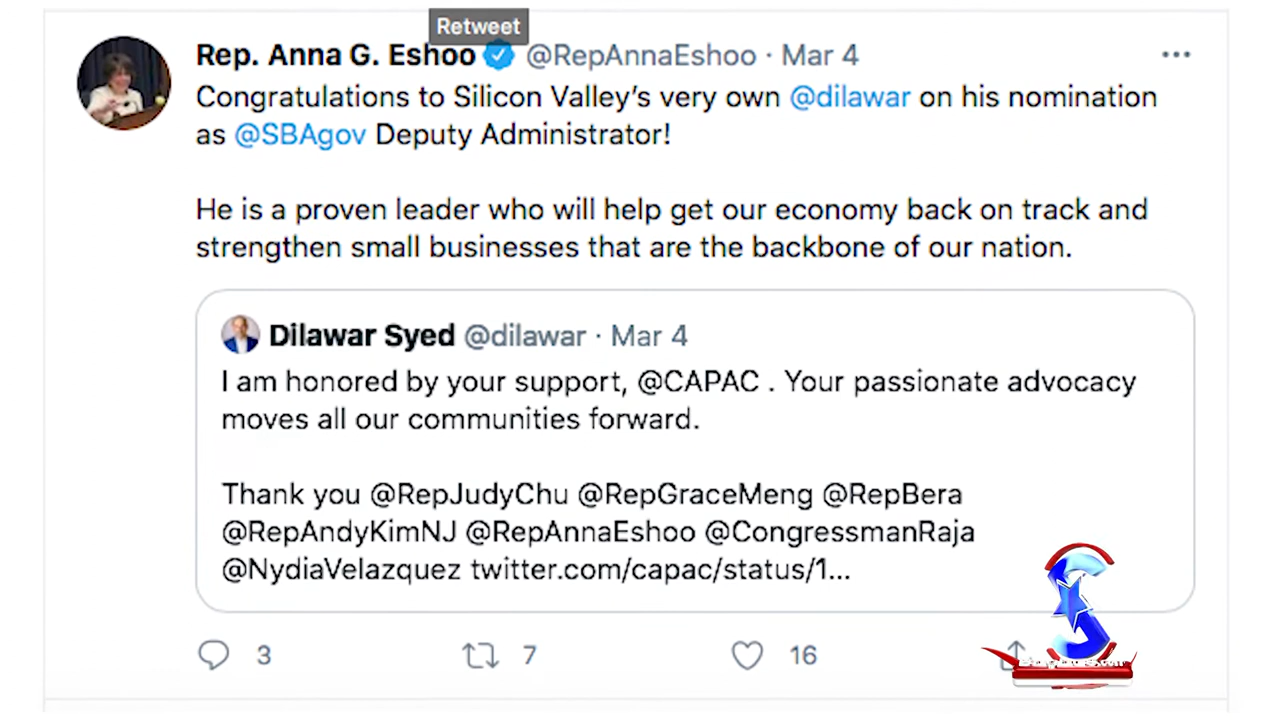 Retweet
Rep. Anna G. Eshoo @RepAnnaEshoo · Mar 4
Congratulations to Silicon Valley's very own @dilawar on his nomination
as @SBAgov Deputy Administrator!
He is a proven leader who will help get our economy back on track and
strengthen small businesses that are the backbone of our nation.
Dilawar Syed @dilawar · Mar 4
I am honored by your support, @CAPAC . Your passionate advocacy
moves all our communities forward.
Thank you @RepJudyChu @RepGraceMeng @RepBera
@RepAndyKimNJ @RepAnnaEshoo @CongressmanRaja
@NydiaVelazquez twitter.com/capac/status/1...
3 7 16